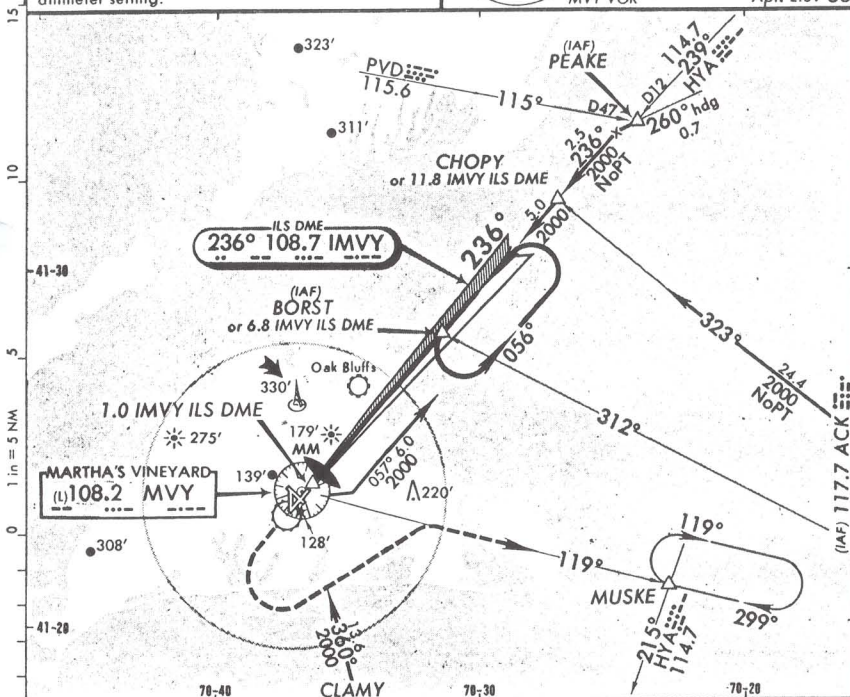 altimeter setting.
MVY VOR
15
323'
(IAF)
PEAKE
114.7
239°
HYA
PVD
115.6
115°
D47
D12
260° hdg
0.7
311'
2.5
236°
2000
NoPT
CHOPY
or 11.8 IMVY ILS DME
10
5.0
2000
ILS DME
236° 108.7 IMVY
236°
41-30
(IAF)
BORST
or 6.8 IMVY ILS DME
056°
323°
24.4
2000
NoPT
5
Oak Bluffs
330'
1.0 IMVY ILS DME
275'
179'
MM
312°
057° 6.0
2000
1 in = 5 NM
MARTHA'S VINEYARD
(L) 108.2 MVY
139'
220'
(IAF) 117.7 ACK
0
128'
308'
119°
119°
MUSKE
299°
215°
HYA
114.7
41-20
13.6
360°
2000
CLAMY
70-40
70-30
70-20